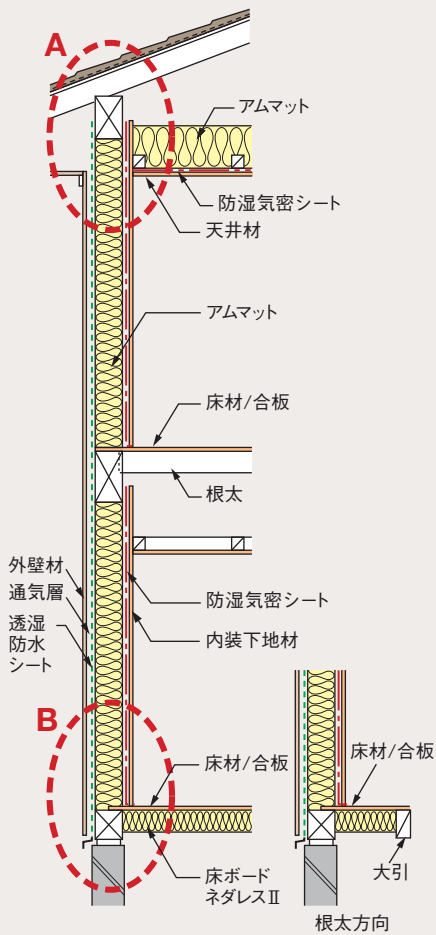 A
アムマット
防湿気密シート
天井材
アムマット
床材/合板
根太
外壁材
通気層
透湿
防水
シート
防湿気密シート
内装下地材
B
床材/合板
床ボード
ネダレスⅡ
床材/合板
大引
根太方向